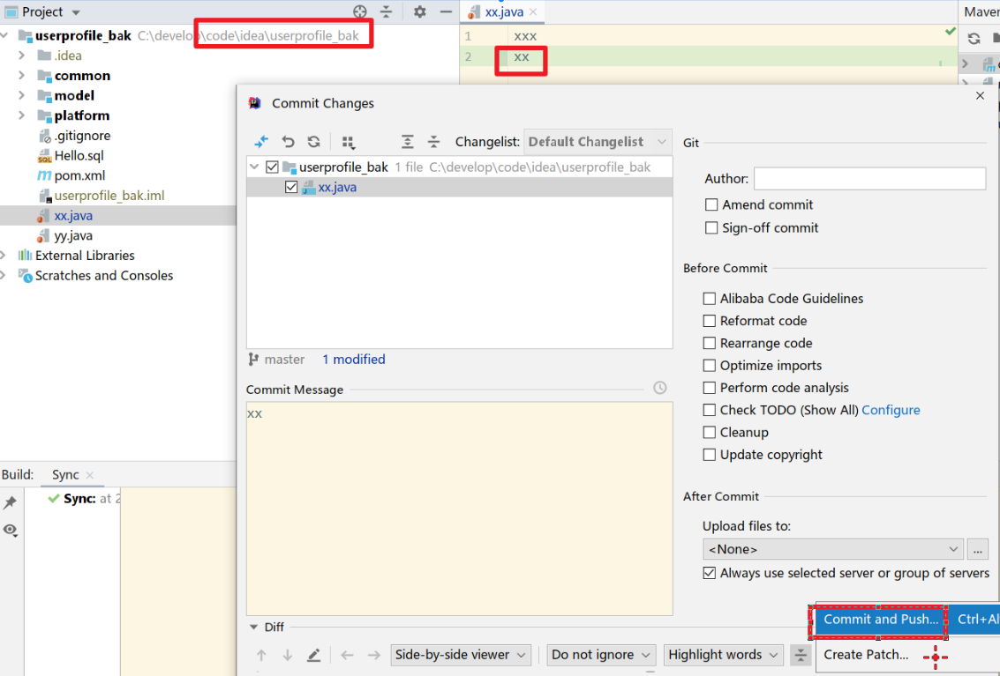 Project
xx.java
Maven
userprofile_bak C:\develop\code\idea\userprofile_bak
1 xxx
.idea
2 xx
common
model
platform
.gitignore
Hello.sql
pom.xml
userprofile_bak.iml
xx.java
yy.java
External Libraries
Scratches and Consoles
Commit Changes
Changelist: Default Changelist
Git
userprofile_bak 1 file C:\develop\code\idea\userprofile_bak
xx.java
Author:
Amend commit
Sign-off commit
Before Commit
Alibaba Code Guidelines
Reformat code
Rearrange code
Optimize imports
Perform code analysis
Check TODO (Show All) Configure
Cleanup
Update copyright
master 1 modified
Commit Message
xx
Build: Sync
Sync: at 2
After Commit
Upload files to:
<None>
...
Always use selected server or group of servers
Diff
Commit and Push... Ctrl+Al
Side-by-side viewer Do not ignore Highlight words
Create Patch...